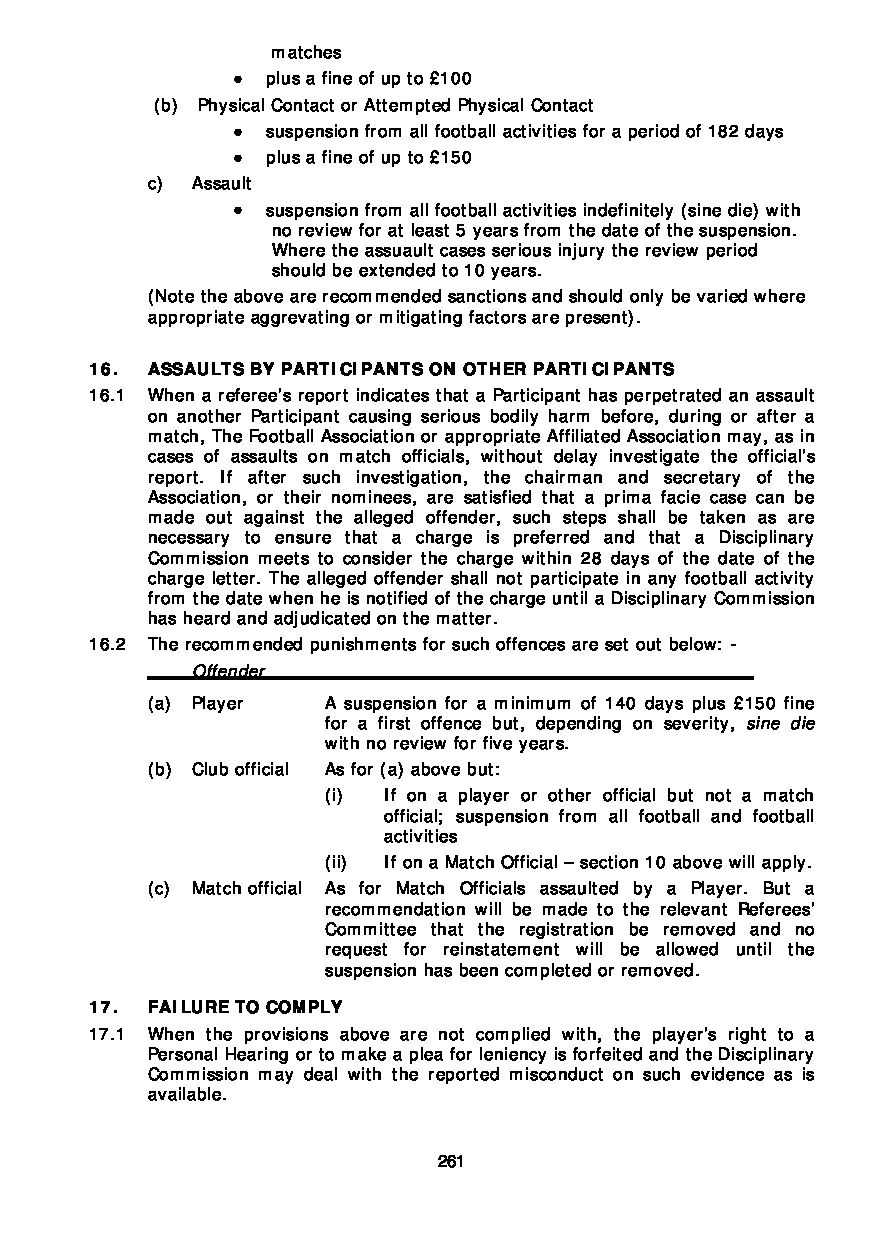 matches
• plus a fine of up to £100
(b) Physical Contact or Attempted Physical Contact
• suspension from all football activities for a period of 182 days
• plus a fine of up to £150
c) Assault
• suspension from all football activities indefinitely (sine die) with
no review for at least 5 years from the date of the suspension.
Where the assuault cases serious injury the review period
should be extended to 10 years.
(Note the above are recommended sanctions and should only be varied where
appropriate aggrevating or mitigating factors are present).
16. ASSAULTS BY PARTICIPANTS ON OTHER PARTICIPANTS
16.1 When a referee's report indicates that a Participant has perpetrated an assault
on another Participant causing serious bodily harm before, during or after a
match, The Football Association or appropriate Affiliated Association may, as in
cases of assaults on match officials, without delay investigate the official's
report. If after such investigation, the chairman and secretary of the
Association, or their nominees, are satisfied that a prima facie case can be
made out against the alleged offender, such steps shall be taken as are
necessary to ensure that a charge is preferred and that a Disciplinary
Commission meets to consider the charge within 28 days of the date of the
charge letter. The alleged offender shall not participate in any football activity
from the date when he is notified of the charge until a Disciplinary Commission
has heard and adjudicated on the matter.
16.2 The recommended punishments for such offences are set out below: -
Offender
(a) Player A suspension for a minimum of 140 days plus £150 fine
for a first offence but, depending on severity, sine die
with no review for five years.
(b) Club official As for (a) above but:
(i) If on a player or other official but not a match
official; suspension from all football and football
activities
(ii) If on a Match Official – section 10 above will apply.
(c) Match official As for Match Officials assaulted by a Player. But a
recommendation will be made to the relevant Referees'
Committee that the registration be removed and no
request for reinstatement will be allowed until the
suspension has been completed or removed.
17. FAILURE TO COMPLY
17.1 When the provisions above are not complied with, the player's right to a
Personal Hearing or to make a plea for leniency is forfeited and the Disciplinary
Commission may deal with the reported misconduct on such evidence as is
available.
261